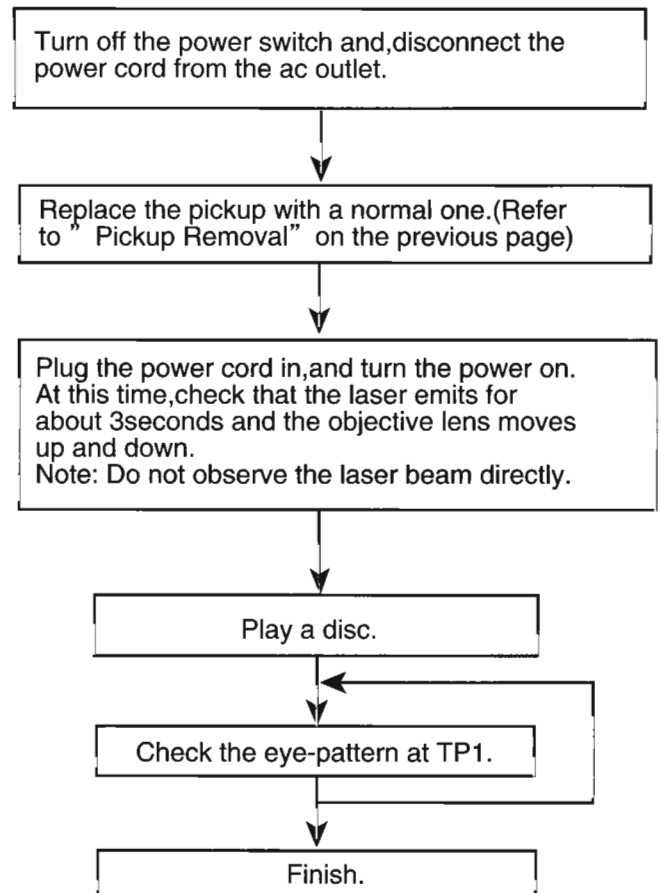 Turn off the power switch and,disconnect the
power cord from the ac outlet.
Replace the pickup with a normal one.(Refer
to " Pickup Removal" on the previous page)
Plug the power cord in,and turn the power on.
At this time,check that the laser emits for
about 3seconds and the objective lens moves
up and down.
Note: Do not observe the laser beam directly.
Play a disc.
Check the eye-pattern at TP1.
Finish.